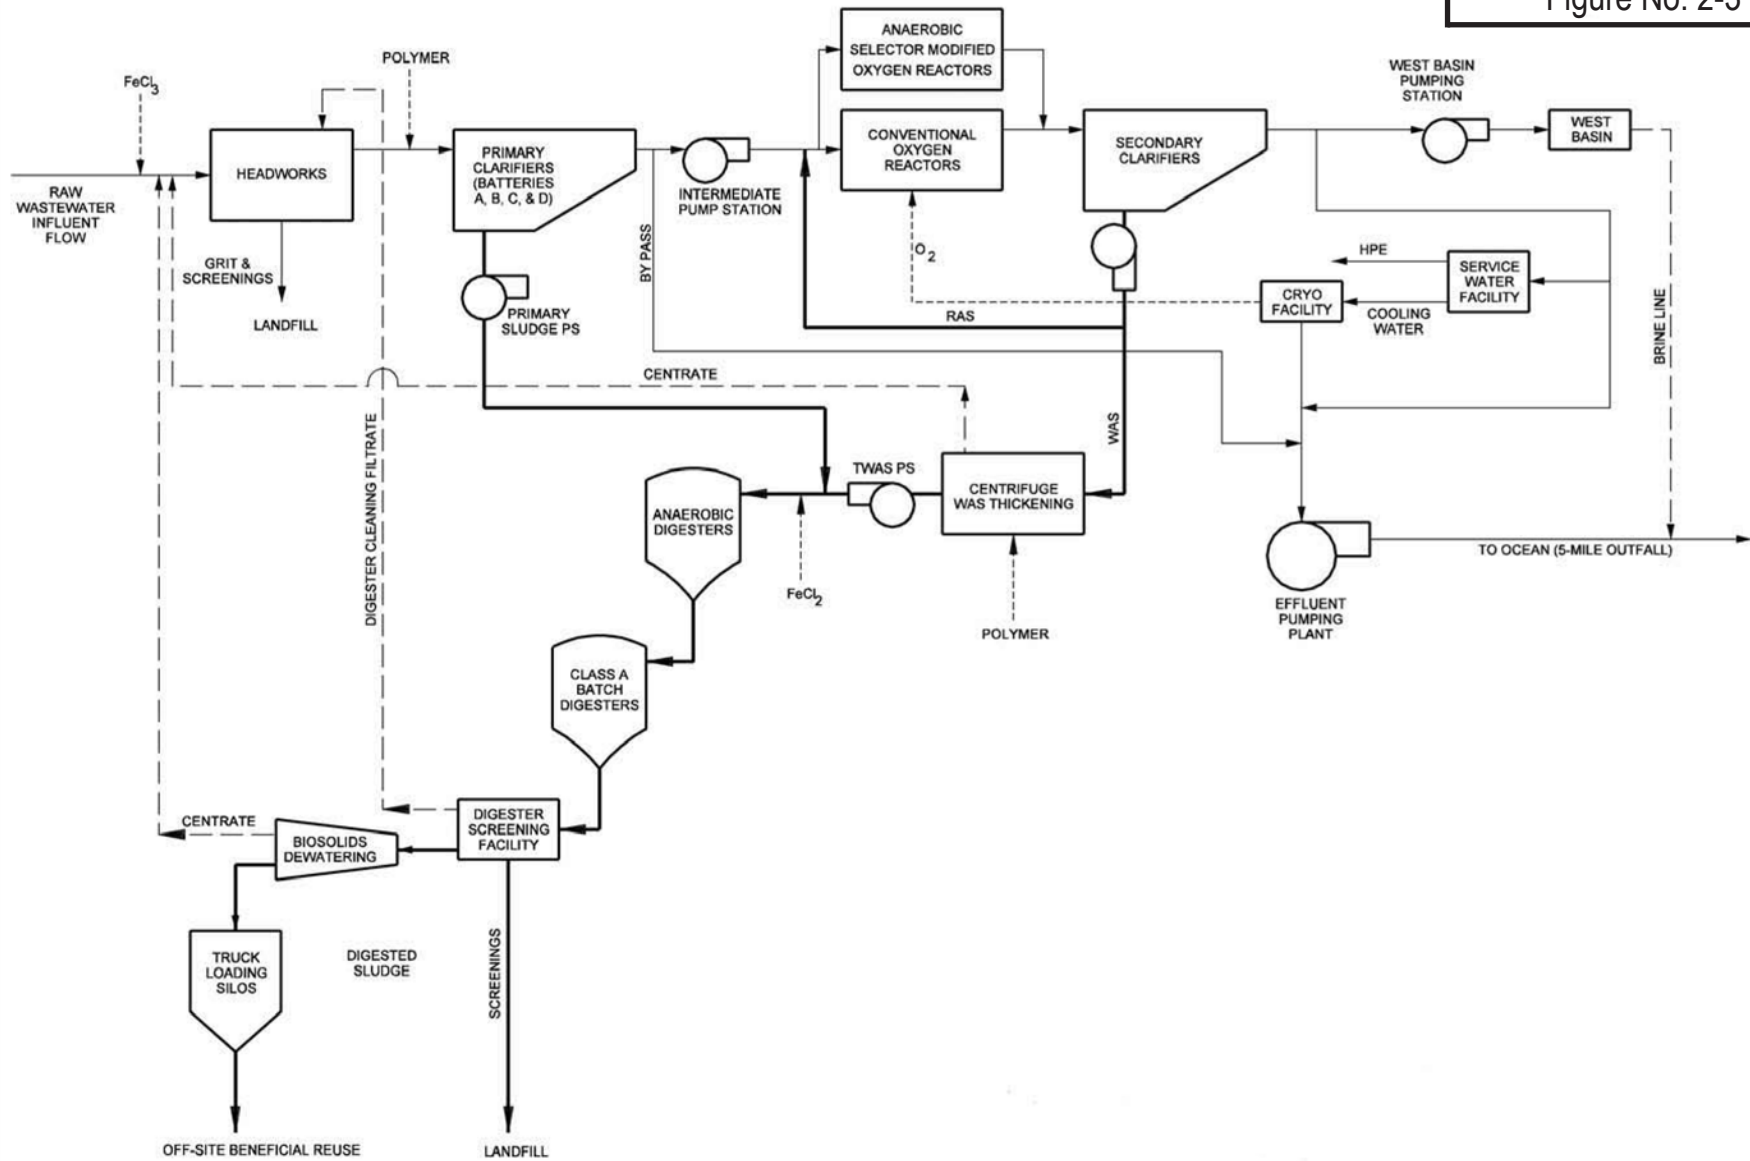 Figure No. 2-5
FeCl3
POLYMER
ANAEROBIC
SELECTOR MODIFIED
OXYGEN REACTORS
WEST BASIN
PUMPING
STATION
HEADWORKS
PRIMARY
CLARIFIERS
(BATTERIES
A, B, C, & D)
CONVENTIONAL
OXYGEN
REACTORS
SECONDARY
CLARIFIERS
WEST
BASIN
RAW
WASTEWATER
INFLUENT
FLOW
INTERMEDIATE
PUMP STATION
BY PASS
GRIT &
SCREENINGS
LANDFILL
PRIMARY
SLUDGE PS
O2
RAS
HPE
SERVICE
WATER
FACILITY
CRYO
FACILITY
COOLING
WATER
BRINE LINE
CENTRATE
WAS
DIGESTER CLEANING FILTRATE
TWAS PS
CENTRIFUGE
WAS THICKENING
ANAEROBIC
DIGESTERS
FeCl2
POLYMER
TO OCEAN (5-MILE OUTFALL)
EFFLUENT
PUMPING
PLANT
CLASS A
BATCH
DIGESTERS
CENTRATE
BIOSOLIDS
DEWATERING
DIGESTER
SCREENING
FACILITY
TRUCK
LOADING
SILOS
DIGESTED
SLUDGE
SCREENINGS
OFF-SITE BENEFICIAL REUSE
LANDFILL